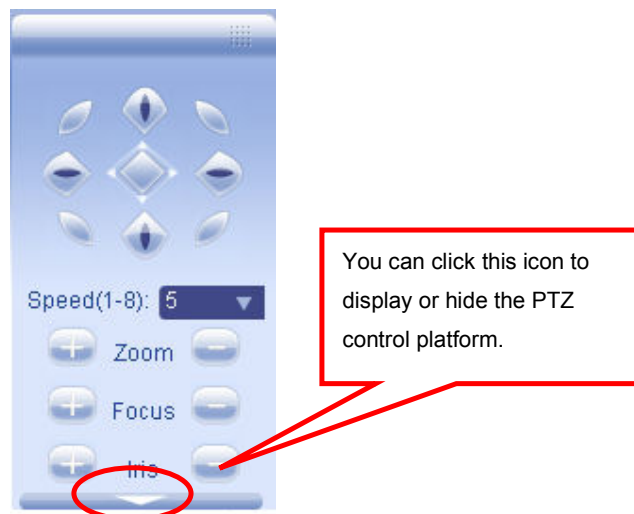 Speed(1-8): 5
You can click this icon to
display or hide the PTZ
control platform.
Zoom
Focus
Iris